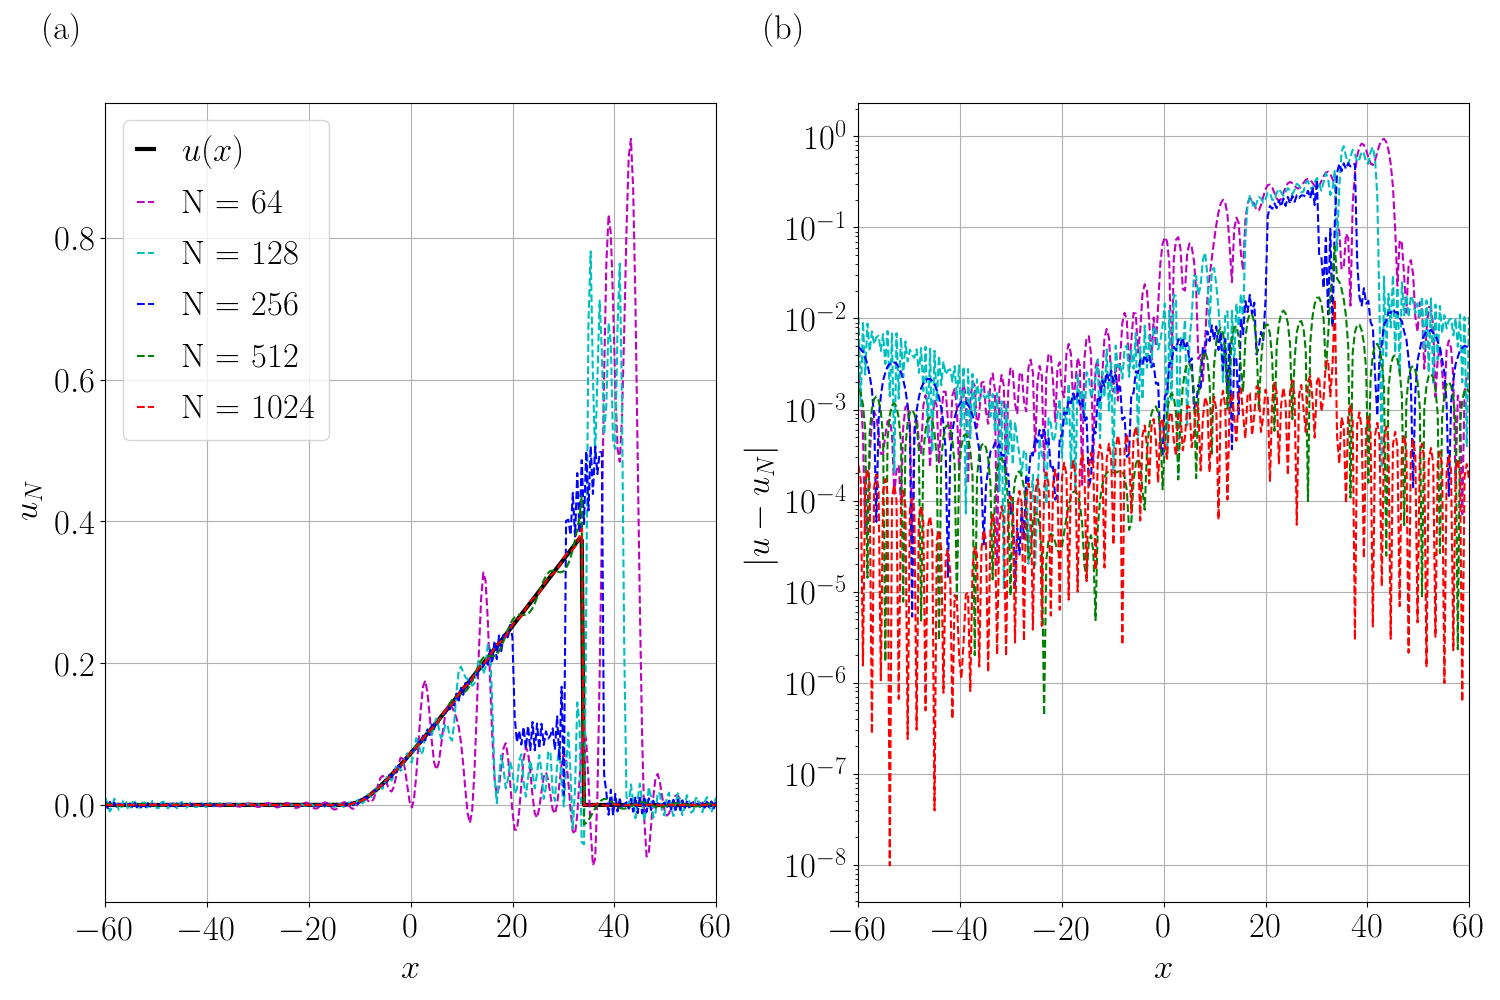 (a)
(b)
u(x)
N = 64
N = 128
N = 256
N = 512
N = 1024
0.8
0.6
0.4
0.2
0.0
u_N
−60
−40
−20
0
20
40
60
x
10^0
10^{-1}
10^{-2}
10^{-3}
10^{-4}
10^{-5}
10^{-6}
10^{-7}
10^{-8}
|u − u_N|
−60
−40
−20
0
20
40
60
x